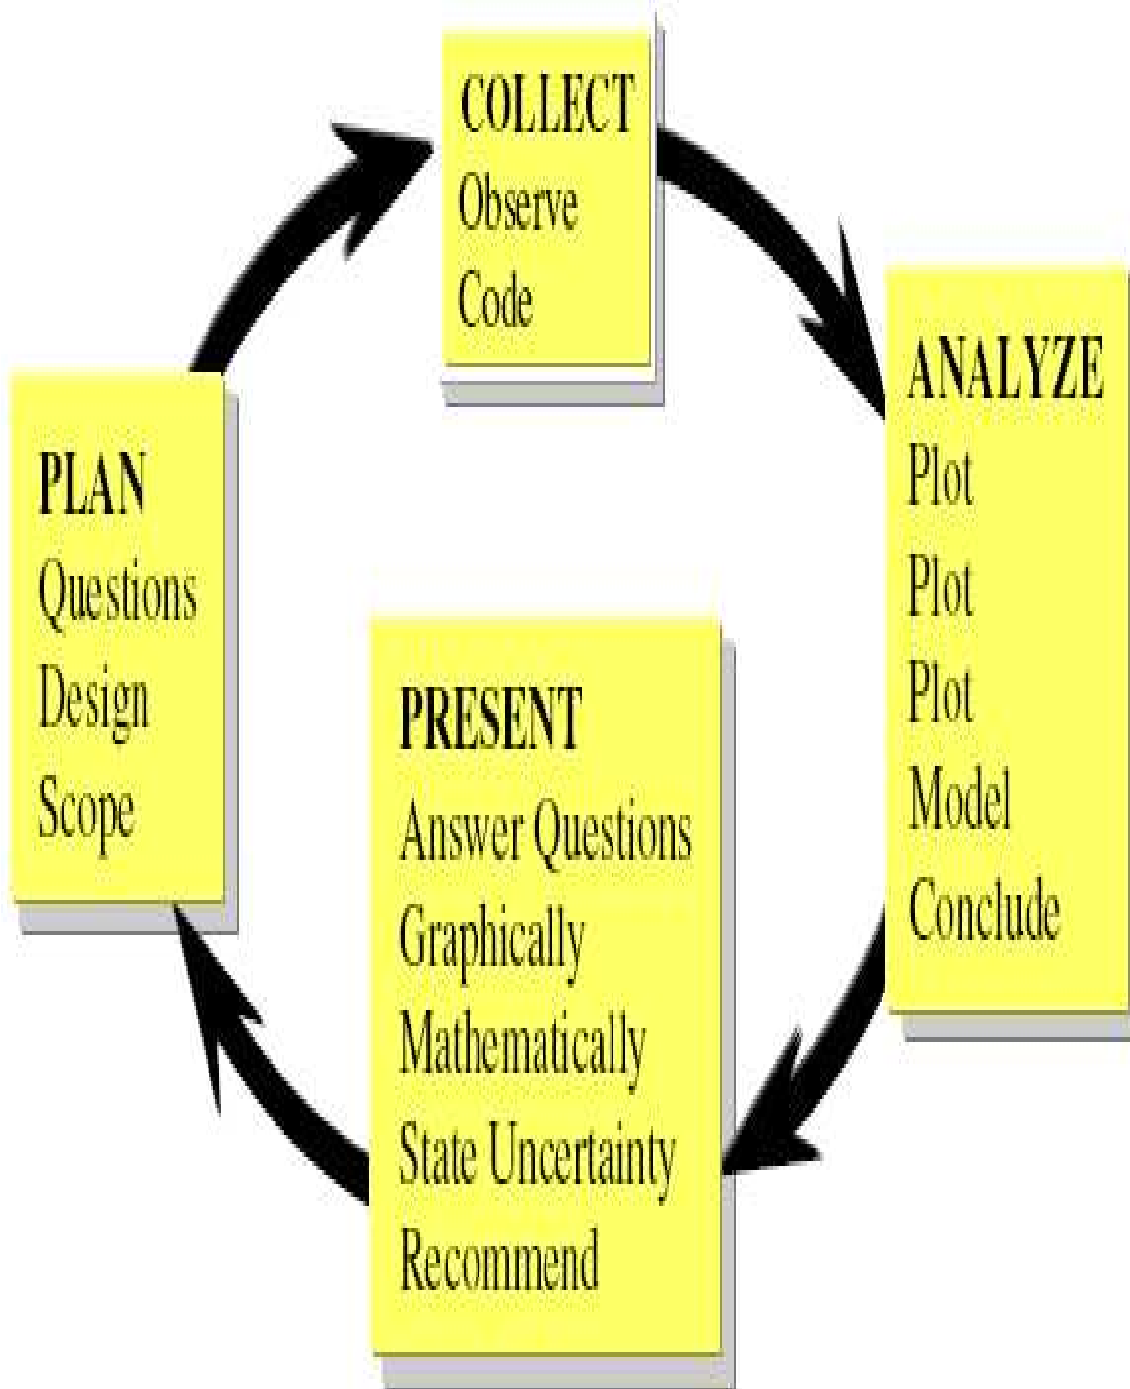 COLLECT
Observe
Code
ANALYZE
Plot
Plot
Plot
Model
Conclude
PRESENT
Answer Questions
Graphically
Mathematically
State Uncertainty
Recommend
PLAN
Questions
Design
Scope